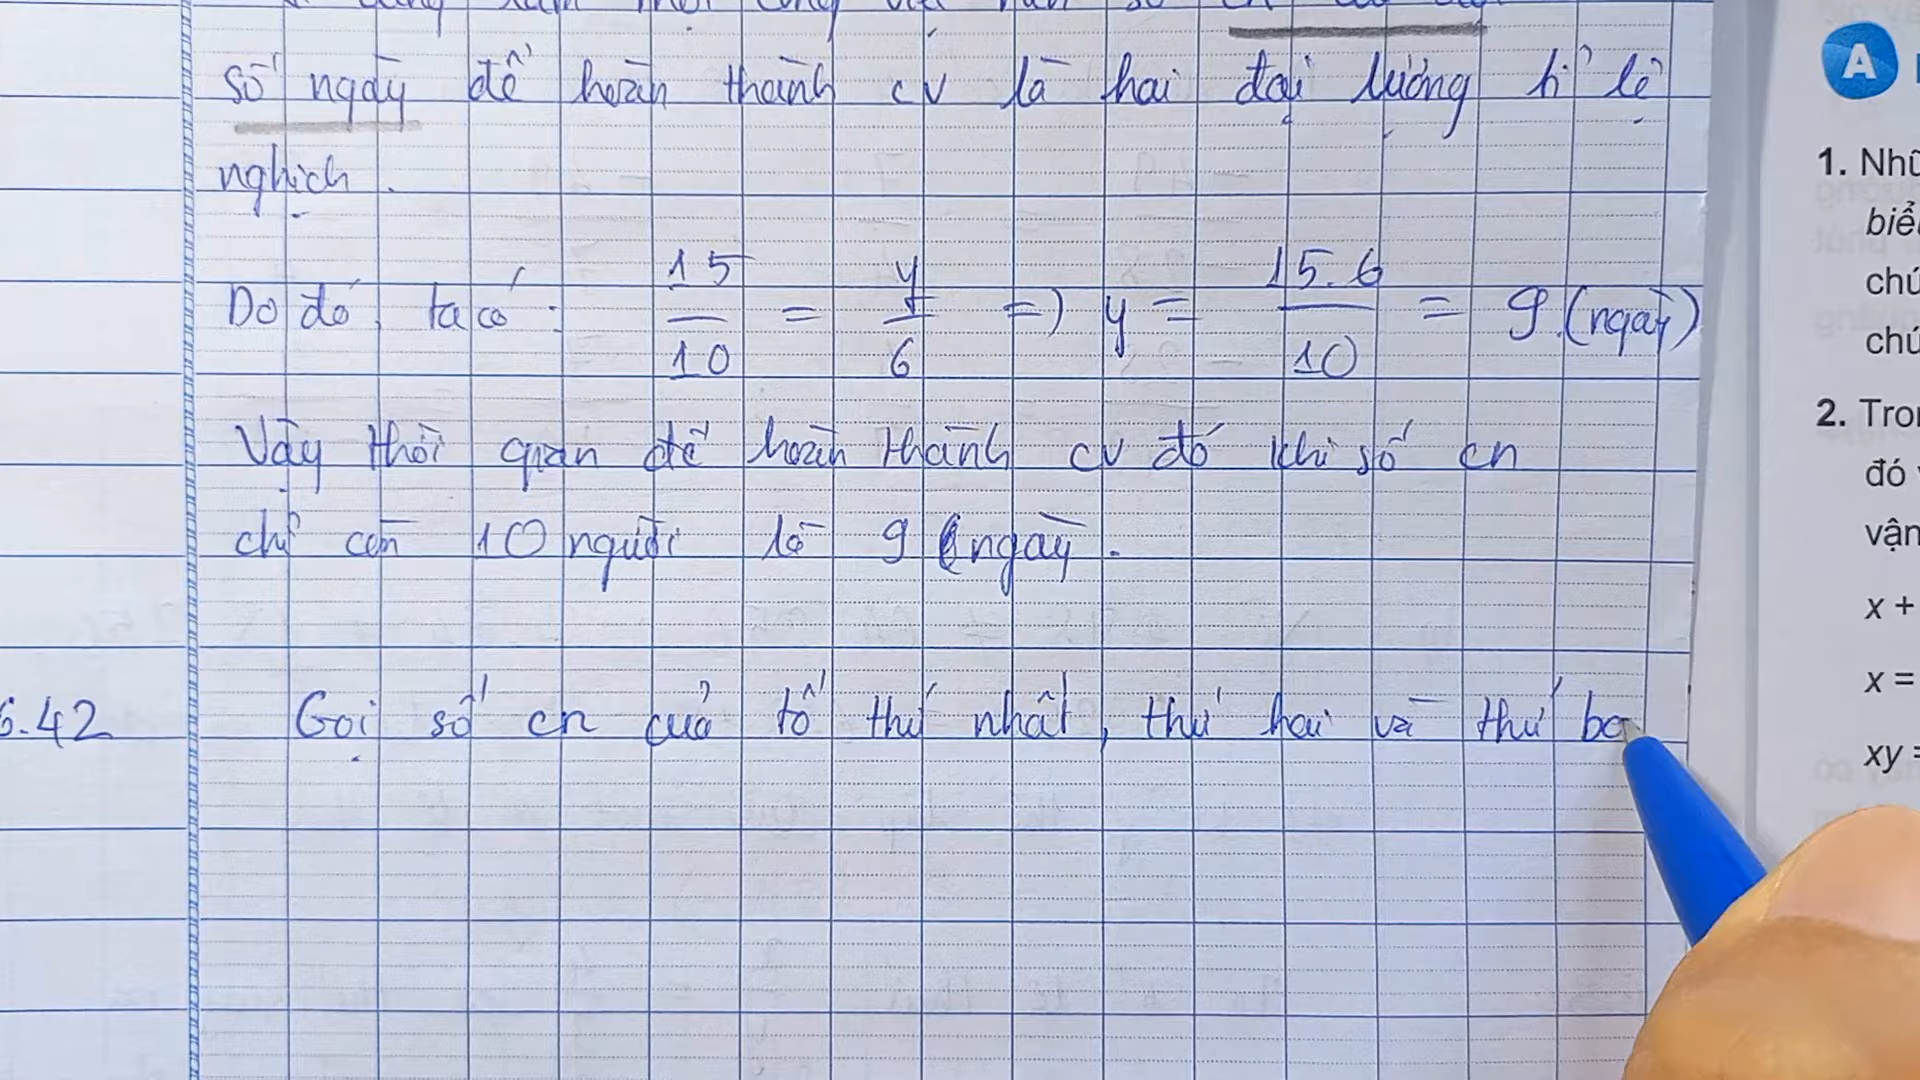 số ngày để hoàn thành cv là hai đại lượng tỉ lệ
nghịch.
Do đó, ta có: 15/10 = y/6 => y = 15.6/10 = 9 (ngày)
Vậy thời gian để hoàn thành cv đó khi số cn
chỉ còn 10 người là 9 (ngày).
6.42 Gọi số cn của tổ thứ nhất, thứ hai và thứ ba
A
1. Nhữ
biể
chú
chú
2. Tron
đó v
vận
x +
x =
xy =